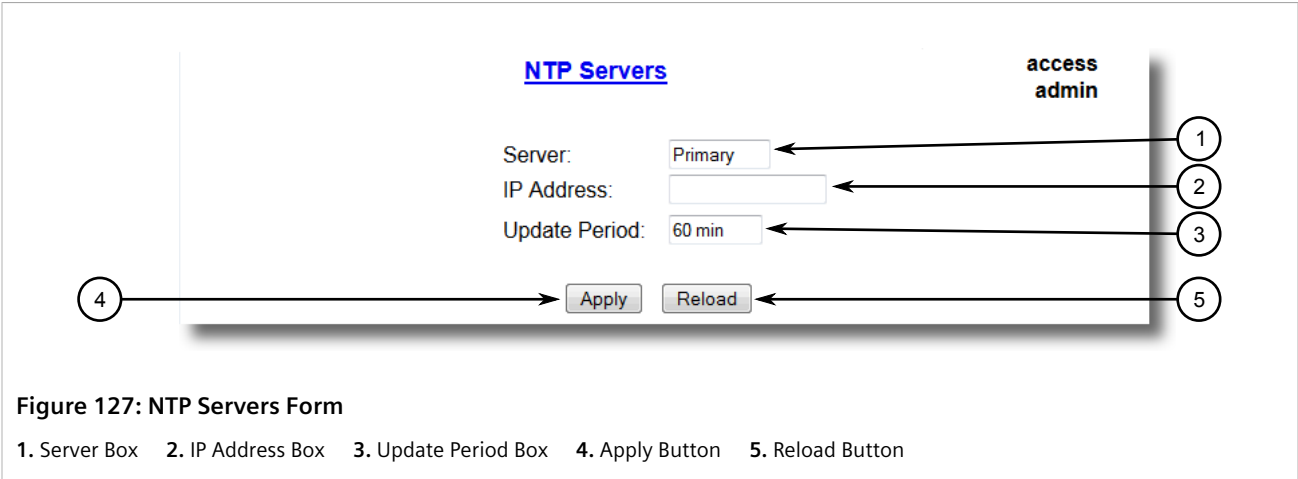 NTP Servers
access
admin
Server: Primary
IP Address:
Update Period: 60 min
Apply Reload
1
2
3
4
5
Figure 127: NTP Servers Form
1. Server Box 2. IP Address Box 3. Update Period Box 4. Apply Button 5. Reload Button